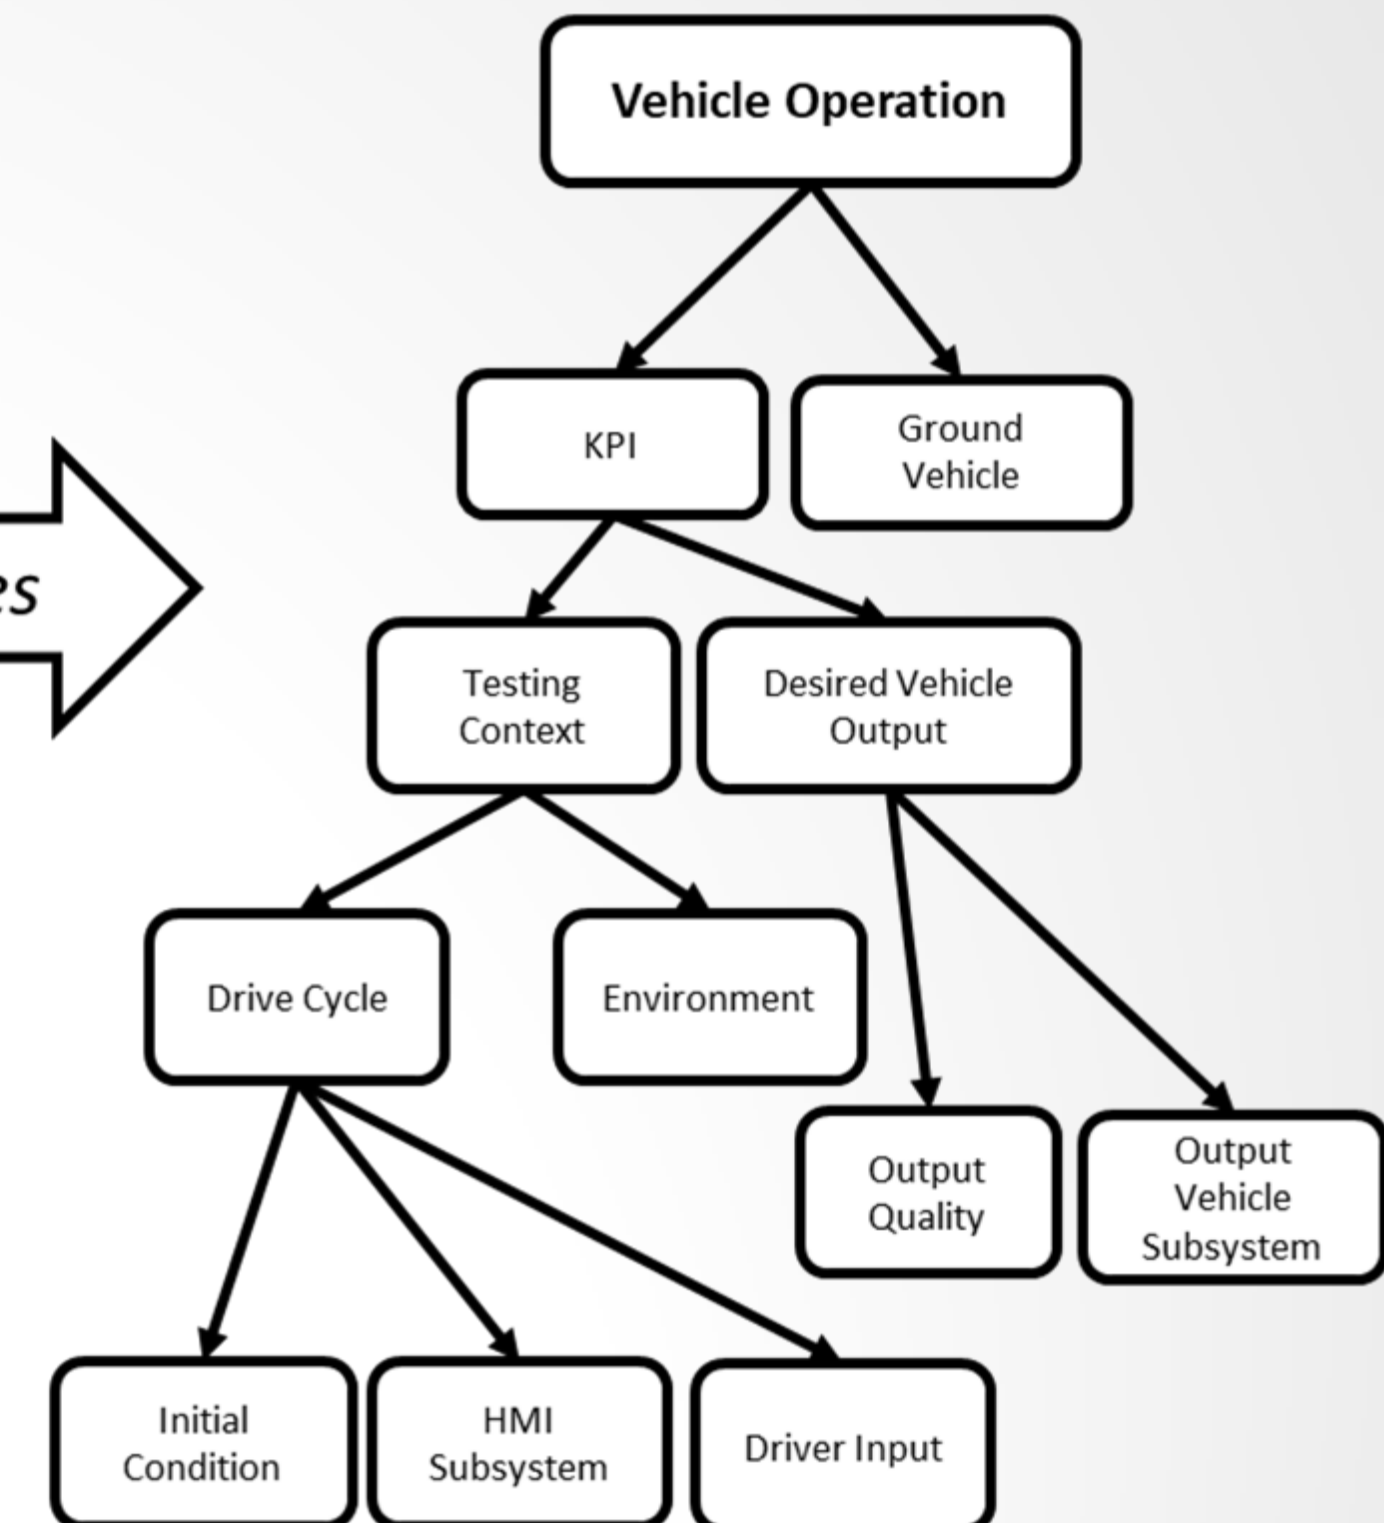 Vehicle Operation
KPI
Ground
Vehicle
es
Testing
Context
Desired Vehicle
Output
Drive Cycle
Environment
Output
Quality
Output
Vehicle
Subsystem
Initial
Condition
HMI
Subsystem
Driver Input